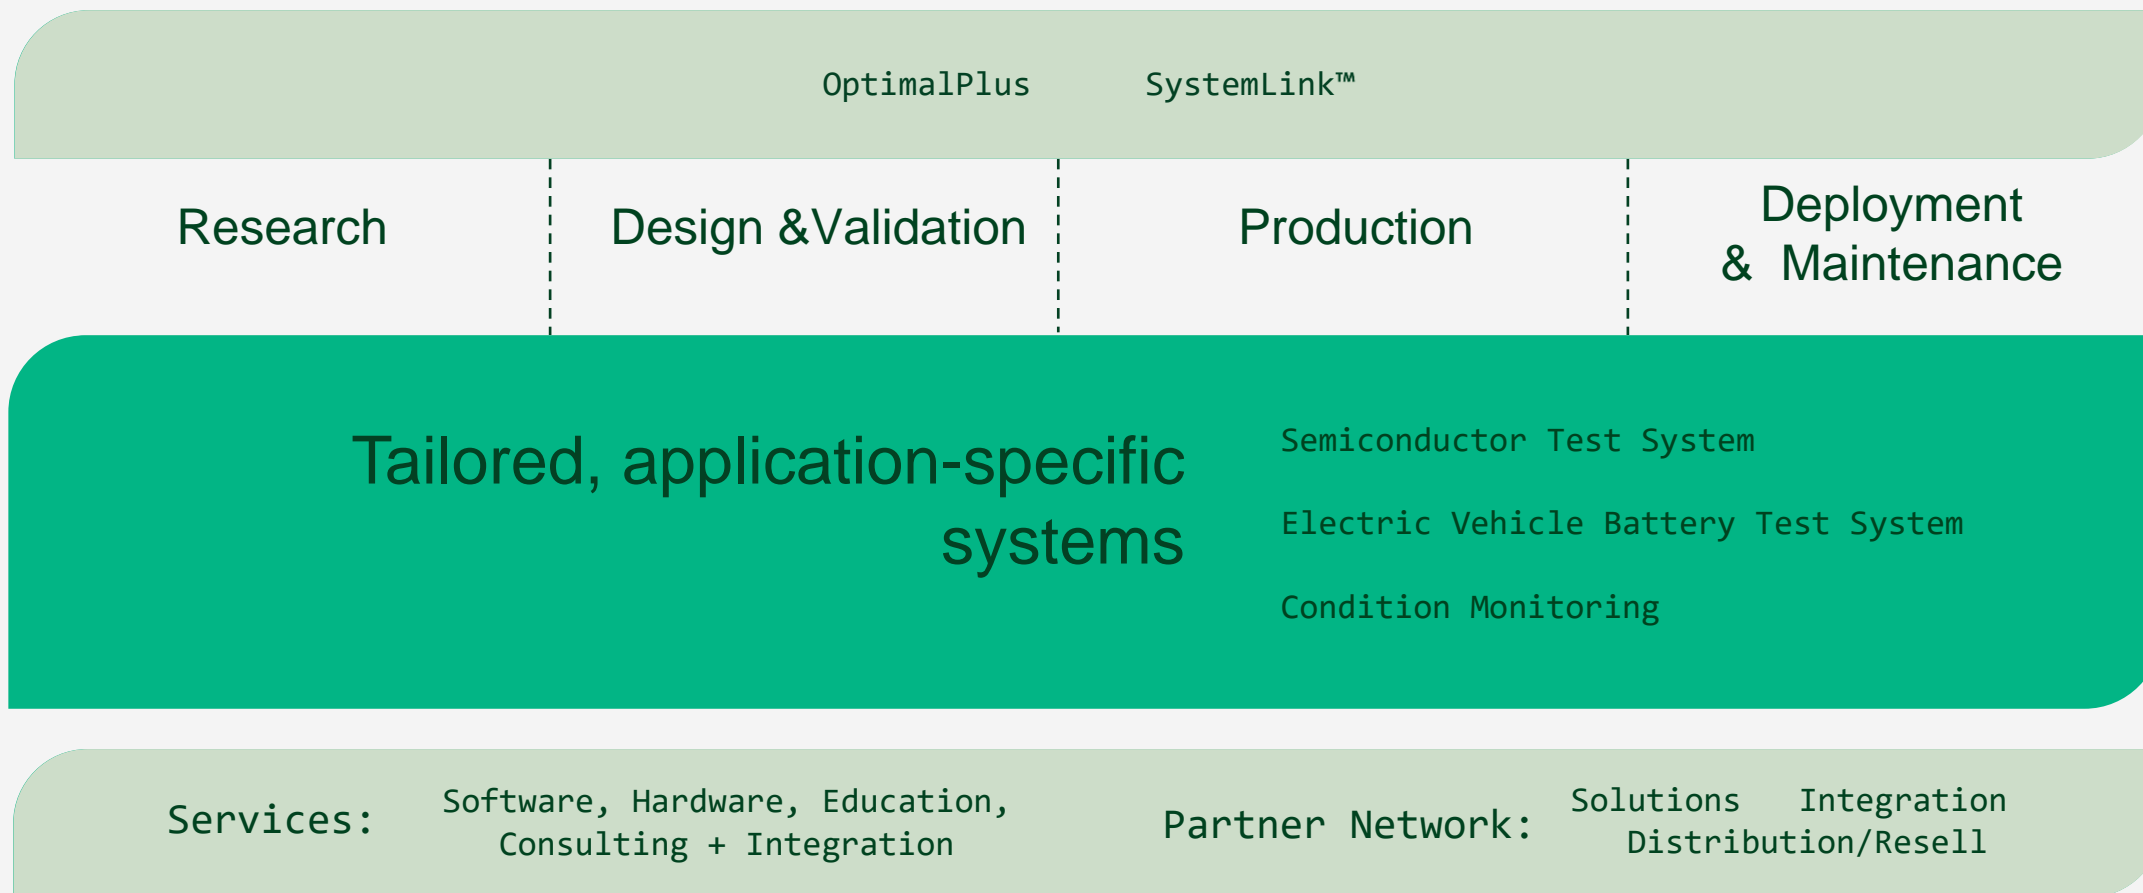 OptimalPlus SystemLink™
Research
Design &Validation
Production
Deployment
& Maintenance
Tailored, application-specific
systems
Semiconductor Test System
Electric Vehicle Battery Test System
Condition Monitoring
Services:
Software, Hardware, Education,
Consulting + Integration
Partner Network:
Solutions Integration
Distribution/Resell